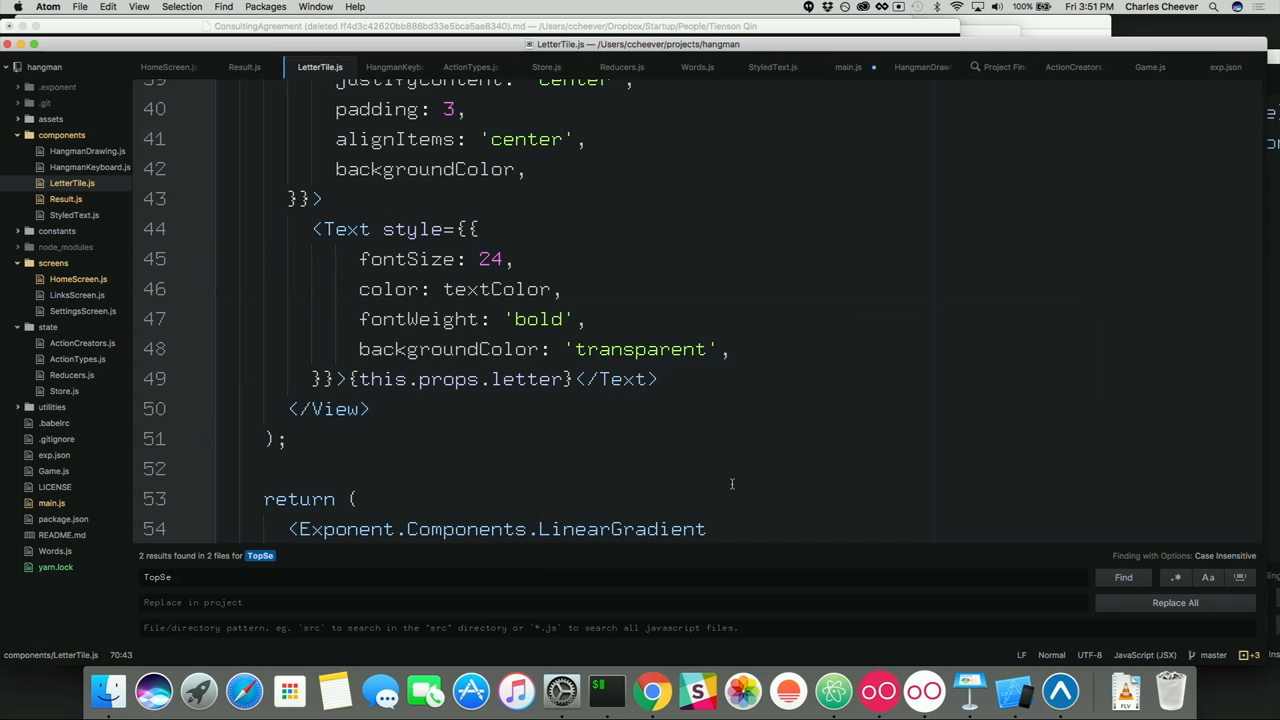 Atom File Edit View Selection Find Packages Window Help 100% Fri 3:51 PM Charles Cheever
ConsultingAgreement (deleted ff4d3c42620bb886bd33e5bca5ae8340).md — /Users/ccheever/Dropbox/Startup/People/Tienson Qin
LetterTile.js — /Users/ccheever/projects/hangman
hangman
HomeScreen.js Result.js LetterTile.js HangmanKeyb ActionTypes.js Store.js Reducers.js Words.js StyledText.js main.js HangmanDraw Project Fin ActionCreators Game.js exp.json
.exponent
.git
assets
components
HangmanDrawing.js
HangmanKeyboard.js
LetterTile.js
Result.js
StyledText.js
constants
node_modules
screens
HomeScreen.js
LinksScreen.js
SettingsScreen.js
state
ActionCreators.js
ActionTypes.js
Reducers.js
Store.js
utilities
.babelrc
.gitignore
exp.json
Game.js
LICENSE
main.js
package.json
README.md
Words.js
yarn.lock
39 justifyContent: 'center',
40 padding: 3,
41 alignItems: 'center',
42 backgroundColor,
43 }}>
44 <Text style={{
45 fontSize: 24,
46 color: textColor,
47 fontWeight: 'bold',
48 backgroundColor: 'transparent',
49 }}>{this.props.letter}</Text>
50 </View>
51 );
52
53 return (
54 <Exponent.Components.LinearGradient
2 results found in 2 files for TopSe Finding with Options: Case Insensitive
TopSe Find .* Aa
Replace in project Replace All
File/directory pattern. eg. `src` to search in the "src" directory or `*.js` to search all javascript files.
components/LetterTile.js 70:43 LF Normal UTF-8 JavaScript (JSX) master +3
FLV